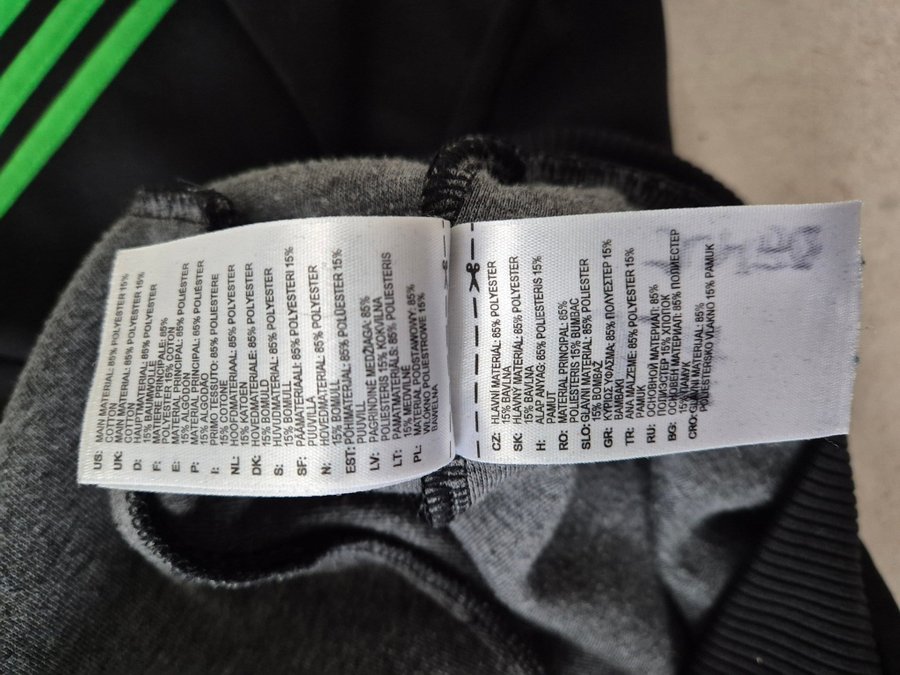 US: MAIN MATERIAL: 85% POLYESTER 15%
COTTON
UK: MAIN MATERIAL: 85% POLYESTER 15%
COTTON
D: HAUPTMATERIAL: 85% POLYESTER
15% BAUMWOLLE
F: PRINCIPALE: 85%
POLYESTER 15% COTON
E: MATERIAL PRINCIPAL: 85% POLIÉSTER
15% ALGODÓN
P: MATERIAL PRINCIPAL: 85% POLIÉSTER
15% ALGODÃO
I: PRIMO TESSUTO: 85% POLIESTERE
15% COTONE
NL: HOOFDMATERIAAL: 85% POLYESTER
15% KATOEN
DK: HOVEDMATERIALE: 85% POLYESTER
15% BOMULD
S: HUVUDMATERIAL: 85% POLYESTER
15% BOMULL
SF: PÄÄMATERIAALI: 85% POLYESTERI 15%
PUUVILLA
N: HOVEDMATERIAL: 85% POLYESTER
15% BOMULL
EST: PÕHIMATERJAL: 85% POLÜESTER 15%
PUUVILL
LV: PAGRINDINĖ MEDŽIAGA: 85%
POLIESTERIS 15% KOKVILNA
LT: PAMATMATERIĀLS: 85% POLIESTERIS
15% MEDVILNĖ
PL: MATERIAŁ PODSTAWOWY: 85%
WŁÓKNO POLIESTROWE 15%
BAWEŁNA
CZ: HLAVNÍ MATERIÁL: 85% POLYESTER
15% BAVLNA
SK: HLAVNÝ MATERIÁL: 85% POLYESTER
15% BAVLNA
H: ALAP ANYAG: 85% POLIESTERIS 15%
PAMUT
RO: MATERIAL PRINCIPAL: 85%
POLIESTER 15% BUMBAC
SLO: GLAVNI MATERIAL: 85% POLIESTER
15% BOMBAŽ
GR: ΚΥΡΙΩΣ ΥΦΑΣΜΑ: 85% ΠΟΛΥΕΣΤΕΡ 15%
ΒΑΜΒΑΚΙ
TR: ANA MALZEME: 85% POLYESTER 15%
PAMUK
RU: ОСНОВНОЙ МАТЕРИАЛ: 85%
ПОЛИЭСТЕР 15% ХЛОПОК
BG: ОСНОВЕН МАТЕРИАЛ: 85% ПОЛИЕСТЕР
15% ПАМУК
CRO: GLAVNI MATERIJAL: 85%
POLIESTERSKO VLAKNO 15% PAMUK